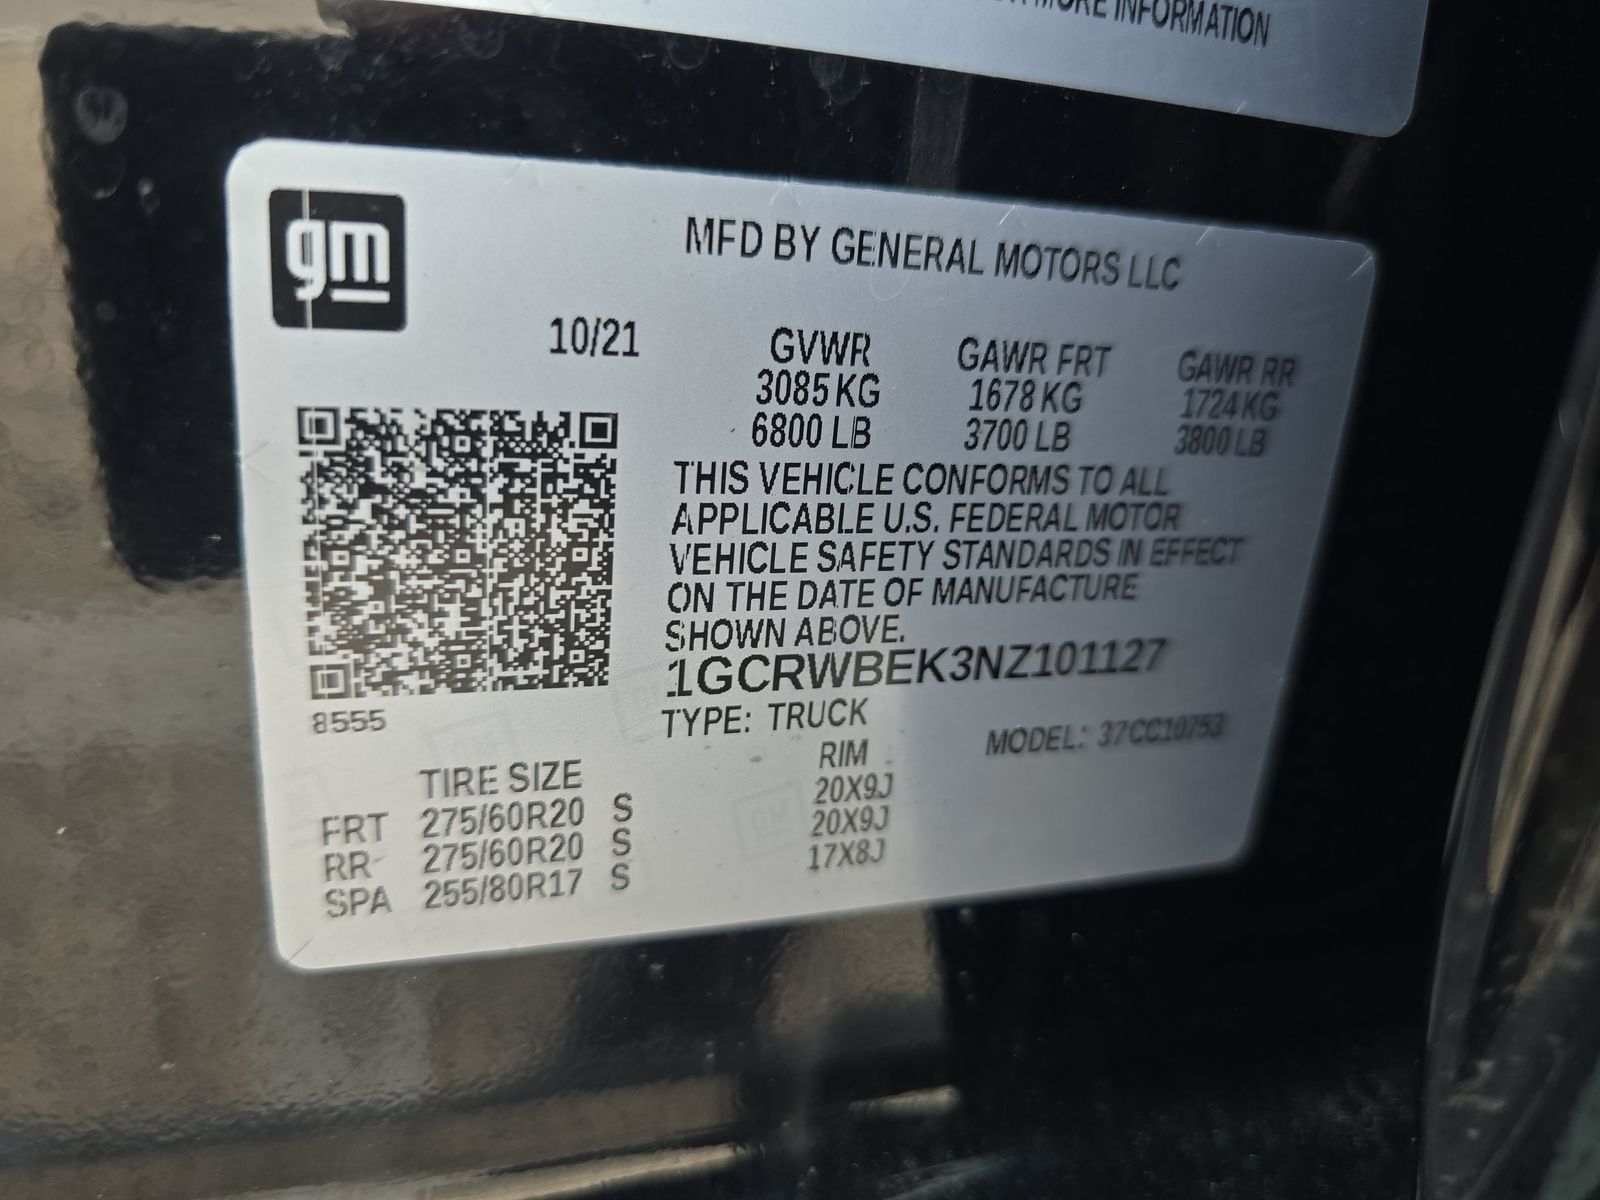 MORE INFORMATION
gm
MFD BY GENERAL MOTORS LLC
10/21
GVWR GAWR FRT GAWR RR
3085 KG 1678 KG 1724 KG
6800 LB 3700 LB 3800 LB
THIS VEHICLE CONFORMS TO ALL
APPLICABLE U.S. FEDERAL MOTOR
VEHICLE SAFETY STANDARDS IN EFFECT
ON THE DATE OF MANUFACTURE
SHOWN ABOVE.
1GCRWBEK3NZ101127
8555
TYPE: TRUCK MODEL: 37CC10753
TIRE SIZE RIM
FRT 275/60R20 S 20X9J
RR 275/60R20 S 20X9J
SPA 255/80R17 S 17X8J
GM